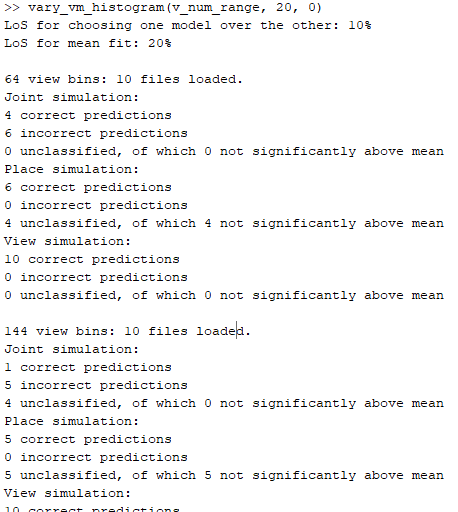 >> vary_vm_histogram(v_num_range, 20, 0)
LoS for choosing one model over the other: 10%
LoS for mean fit: 20%
64 view bins: 10 files loaded.
Joint simulation:
4 correct predictions
6 incorrect predictions
0 unclassified, of which 0 not significantly above mean
Place simulation:
6 correct predictions
0 incorrect predictions
4 unclassified, of which 4 not significantly above mean
View simulation:
10 correct predictions
0 incorrect predictions
0 unclassified, of which 0 not significantly above mean
144 view bins: 10 files loaded.
Joint simulation:
1 correct predictions
5 incorrect predictions
4 unclassified, of which 0 not significantly above mean
Place simulation:
5 correct predictions
0 incorrect predictions
5 unclassified, of which 5 not significantly above mean
View simulation:
10 correct predictions